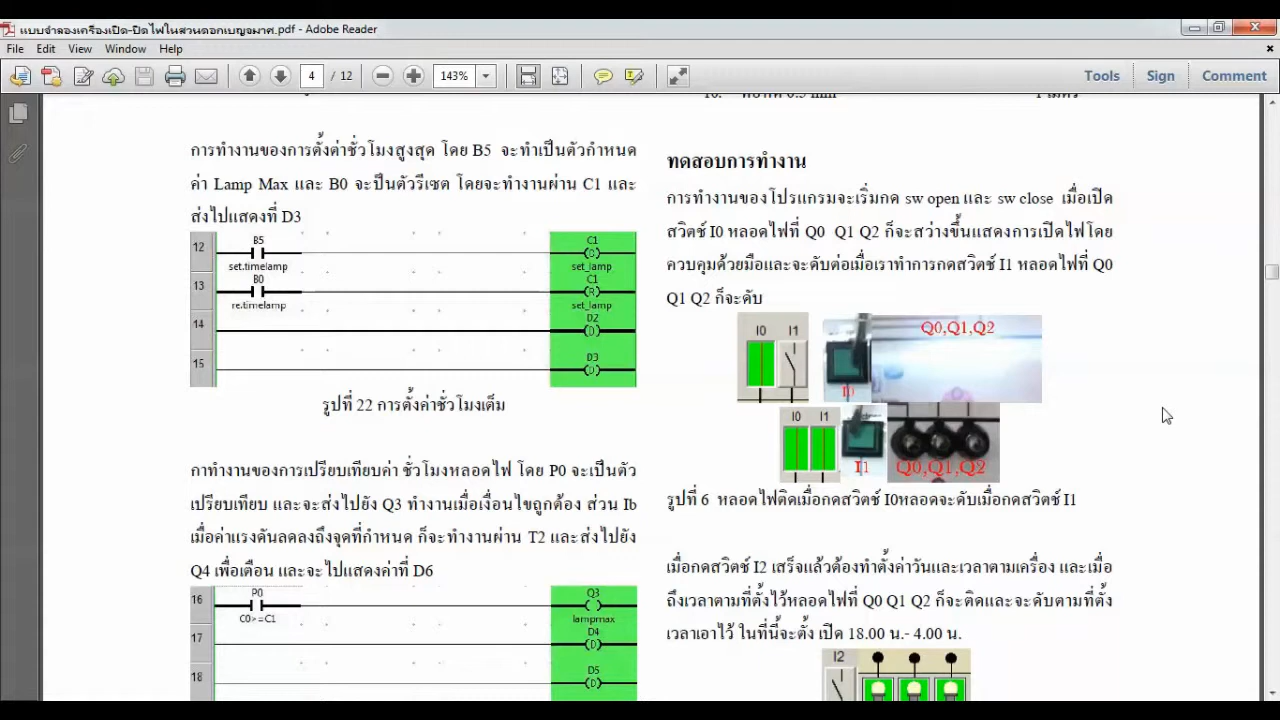 แบบจำลองเครื่องเปิด-ปิดไฟในสวนดอกเบญจมาศ.pdf - Adobe Reader
File Edit View Window Help
4 / 12 143% Tools Sign Comment
การทำงานของการตั้งค่าชั่วโมงสูงสุด โดย B5 จะทำเป็นตัวกำหนด
ค่า Lamp Max และ B0 จะป็นตัวรีเซต โดยจะทำงานผ่าน C1 และ
ส่งไปแสดงที่ D3
12 B5 C1
set.timelamp set_lamp
13 B0 C1
R
re.timelamp set_lamp
14 D2
D
15 D3
D
รูปที่ 22 การตั้งค่าชั่วโมงเต็ม
กาทำงานของการเปรียบเทียบค่า ชั่วโมงหลอดไฟ โดย P0 จะเป็นตัว
เปรียบเทียบ และจะส่งไปยัง Q3 ทำงานเมื่อเงื่อนไขถูกต้อง ส่วน Ib
เมื่อค่าแรงดันลดลงถึงจุดที่กำหนด ก็จะทำงานผ่าน T2 และส่งไปยัง
Q4 เพื่อเตือน และจะ ไปแสดงค่าที่ D6
16 P0 Q3
C0>=C1 lampmax
17 D4
D
18 D5
D
1 เมตร
ทดสอบการทำงาน
การทำงานของโปรแกรมจะเริ่มกด sw open และ sw close เมื่อเปิด
สวิตช์ I0 หลอดไฟที่ Q0 Q1 Q2 ก็จะสว่างขึ้นแสดงการเปิดไฟโดย
ควบคุมด้วยมือและจะดับต่อเมื่อเราทำการกดสวิตช์ I1 หลอดไฟที่ Q0
Q1 Q2 ก็จะดับ
I0 I1 Q0,Q1,Q2
I0
I0 I1
I1 Q0,Q1,Q2
รูปที่ 6 หลอดไฟติดเมื่อกดสวิตช์ I0หลอดจะดับเมื่อกดสวิตช์ I1
เมื่อกดสวิตช์ I2 เสร็จแล้วต้องทำตั้งค่าวันและเวลาตามเครื่อง และเมื่อ
ถึงเวลาตามที่ตั้งไว้หลอดไฟที่ Q0 Q1 Q2 ก็จะติดและจะดับตามที่ตั้ง
เวลาเอาไว้ ในที่นี้จะตั้ง เปิด 18.00 น.- 4.00 น.
I2